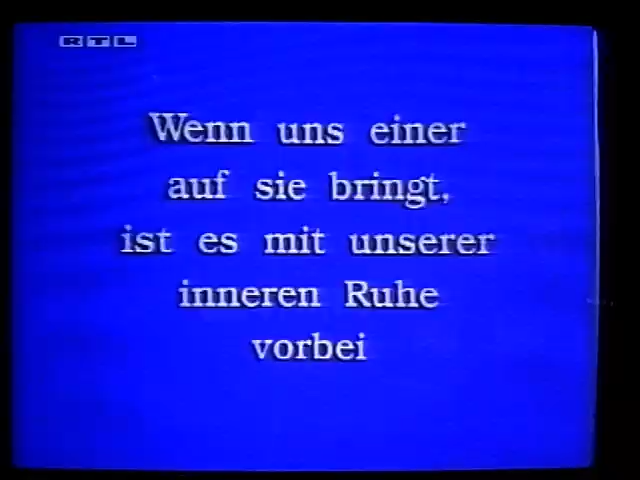 RTL
Wenn uns einer
auf sie bringt,
ist es mit unserer
inneren Ruhe
vorbei